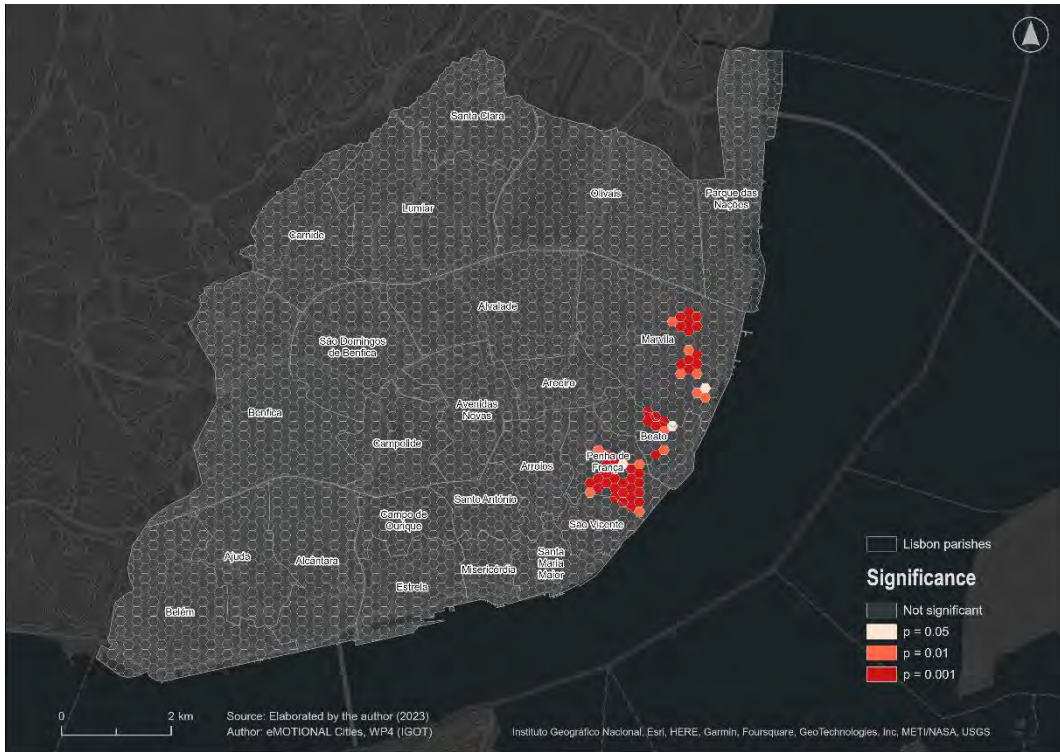 Santa Clara
Olivais
Parque das
Nações
Lumiar
Carnide
Alvalade
São Domingos
de Benfica
Marvila
Areeiro
Benfica
Avenidas
Novas
Beato
Campolide
Penha de
França
Arroios
Santo António
Campo de
Ourique
São Vicente
Ajuda
Alcântara
Santa
Maria
Maior
Misericórdia
Estrela
Belém
Lisbon parishes
Significance
Not significant
p = 0.05
p = 0.01
p = 0.001
0 2 km
Source: Elaborated by the author (2023)
Author: eMOTIONAL Cities, WP4 (IGOT)
Instituto Geográfico Nacional, Esri, HERE, Garmin, Foursquare, GeoTechnologies, Inc, METI/NASA, USGS